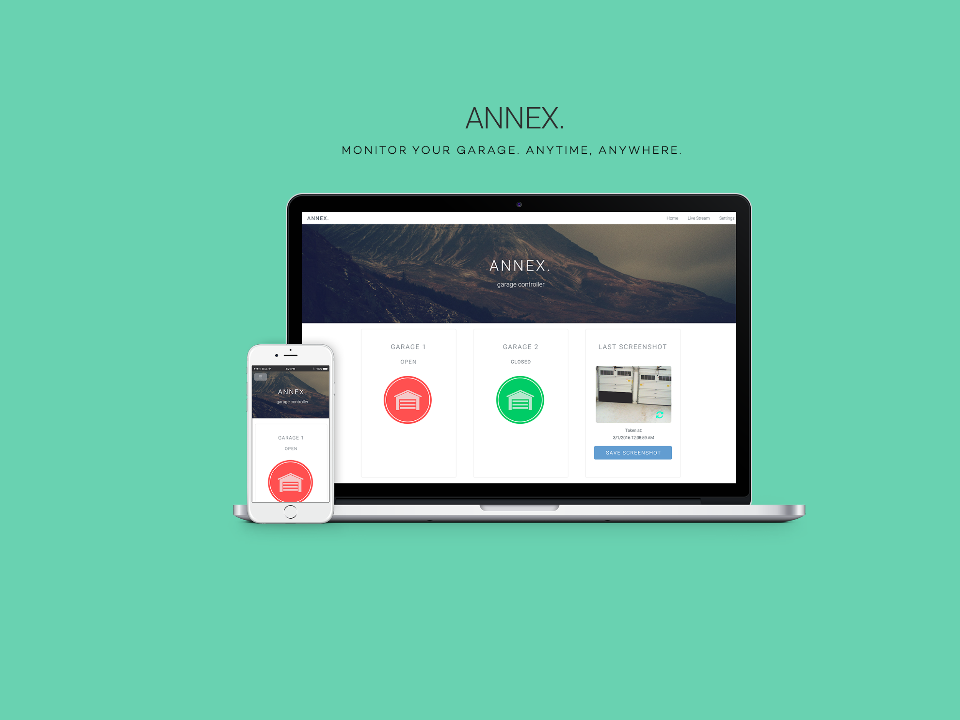 ANNEX.
MONITOR YOUR GARAGE. ANYTIME, ANYWHERE.
ANNEX.
Home Live Stream Settings
ANNEX.
garage controller
GARAGE 1
OPEN
GARAGE 2
CLOSED
LAST SCREENSHOT
Taken at:
SAVE SCREENSHOT
ANNEX.
garage controller
GARAGE 1
OPEN